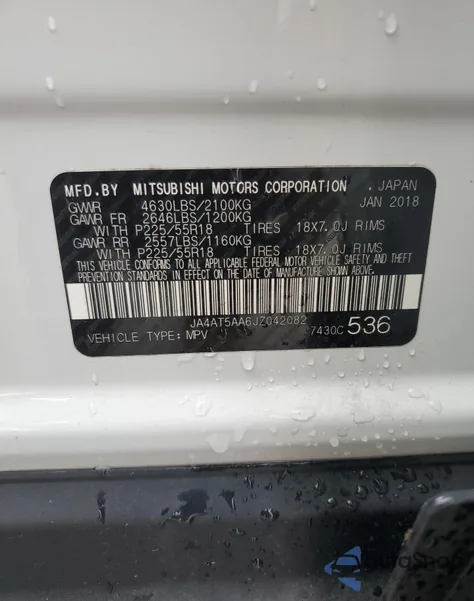 MFD.BY MITSUBISHI MOTORS CORPORATION JAPAN
GVWR 4630LBS/2100KG JAN 2018
GAWR FR 2646LBS/1200KG
WITH P225/55R18 TIRES 18X7.0J RIMS
GAWR RR 2557LBS/1160KG
WITH P225/55R18 TIRES 18X7.0J RIMS
THIS VEHICLE CONFORMS TO ALL APPLICABLE FEDERAL MOTOR VEHICLE SAFETY, BUMPER, AND THEFT PREVENTION
STANDARDS IN EFFECT ON THE DATE OF MANUFACTURE SHOWN ABOVE.
JA4AT5AA6JZ042082
VEHICLE TYPE: MPV 7430C 536